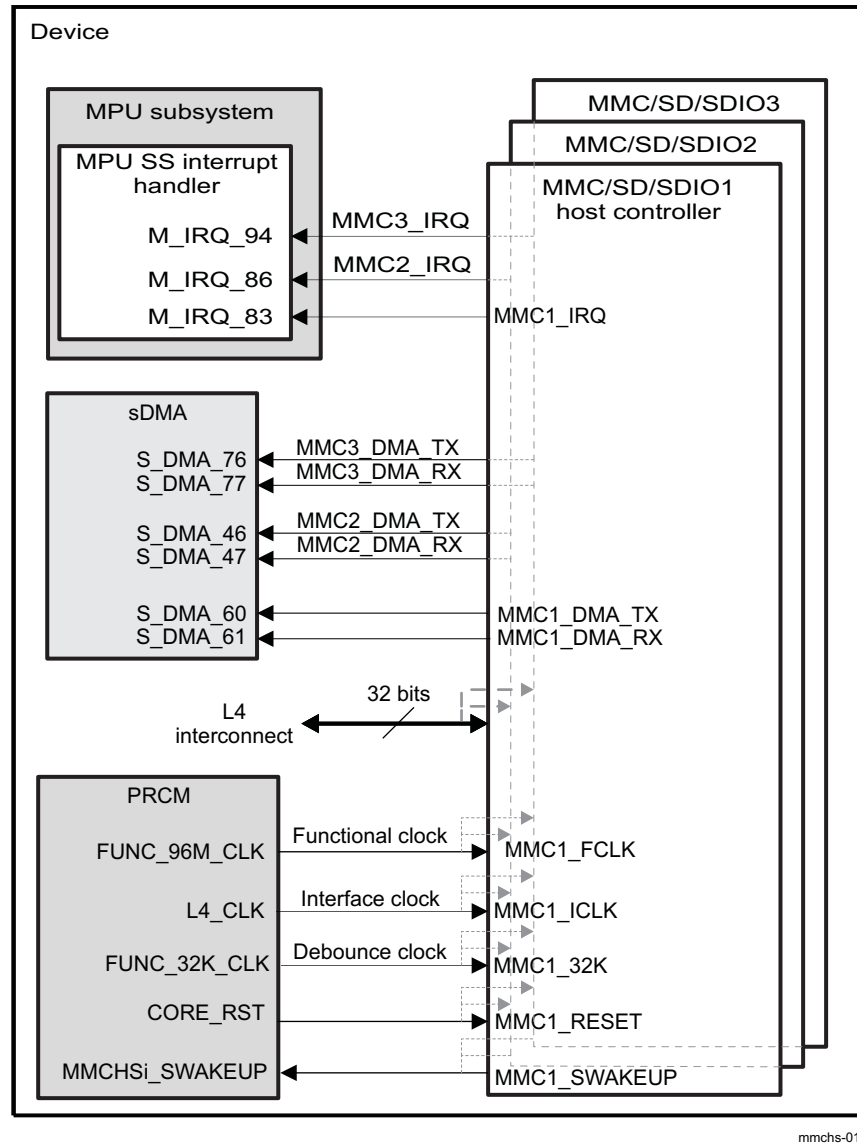 Device
MMC/SD/SDIO3
MPU subsystem
MMC/SD/SDIO2
MPU SS interrupt
handler
MMC/SD/SDIO1
host controller
M_IRQ_94
MMC3_IRQ
M_IRQ_86
MMC2_IRQ
M_IRQ_83
MMC1_IRQ
sDMA
S_DMA_76
MMC3_DMA_TX
S_DMA_77
MMC3_DMA_RX
S_DMA_46
MMC2_DMA_TX
S_DMA_47
MMC2_DMA_RX
S_DMA_60
MMC1_DMA_TX
S_DMA_61
MMC1_DMA_RX
L4
interconnect
32 bits
PRCM
FUNC_96M_CLK
Functional clock
MMC1_FCLK
L4_CLK
Interface clock
MMC1_ICLK
FUNC_32K_CLK
Debounce clock
MMC1_32K
CORE_RST
MMC1_RESET
MMCHSi_SWAKEUP
MMC1_SWAKEUP
mmchs-01